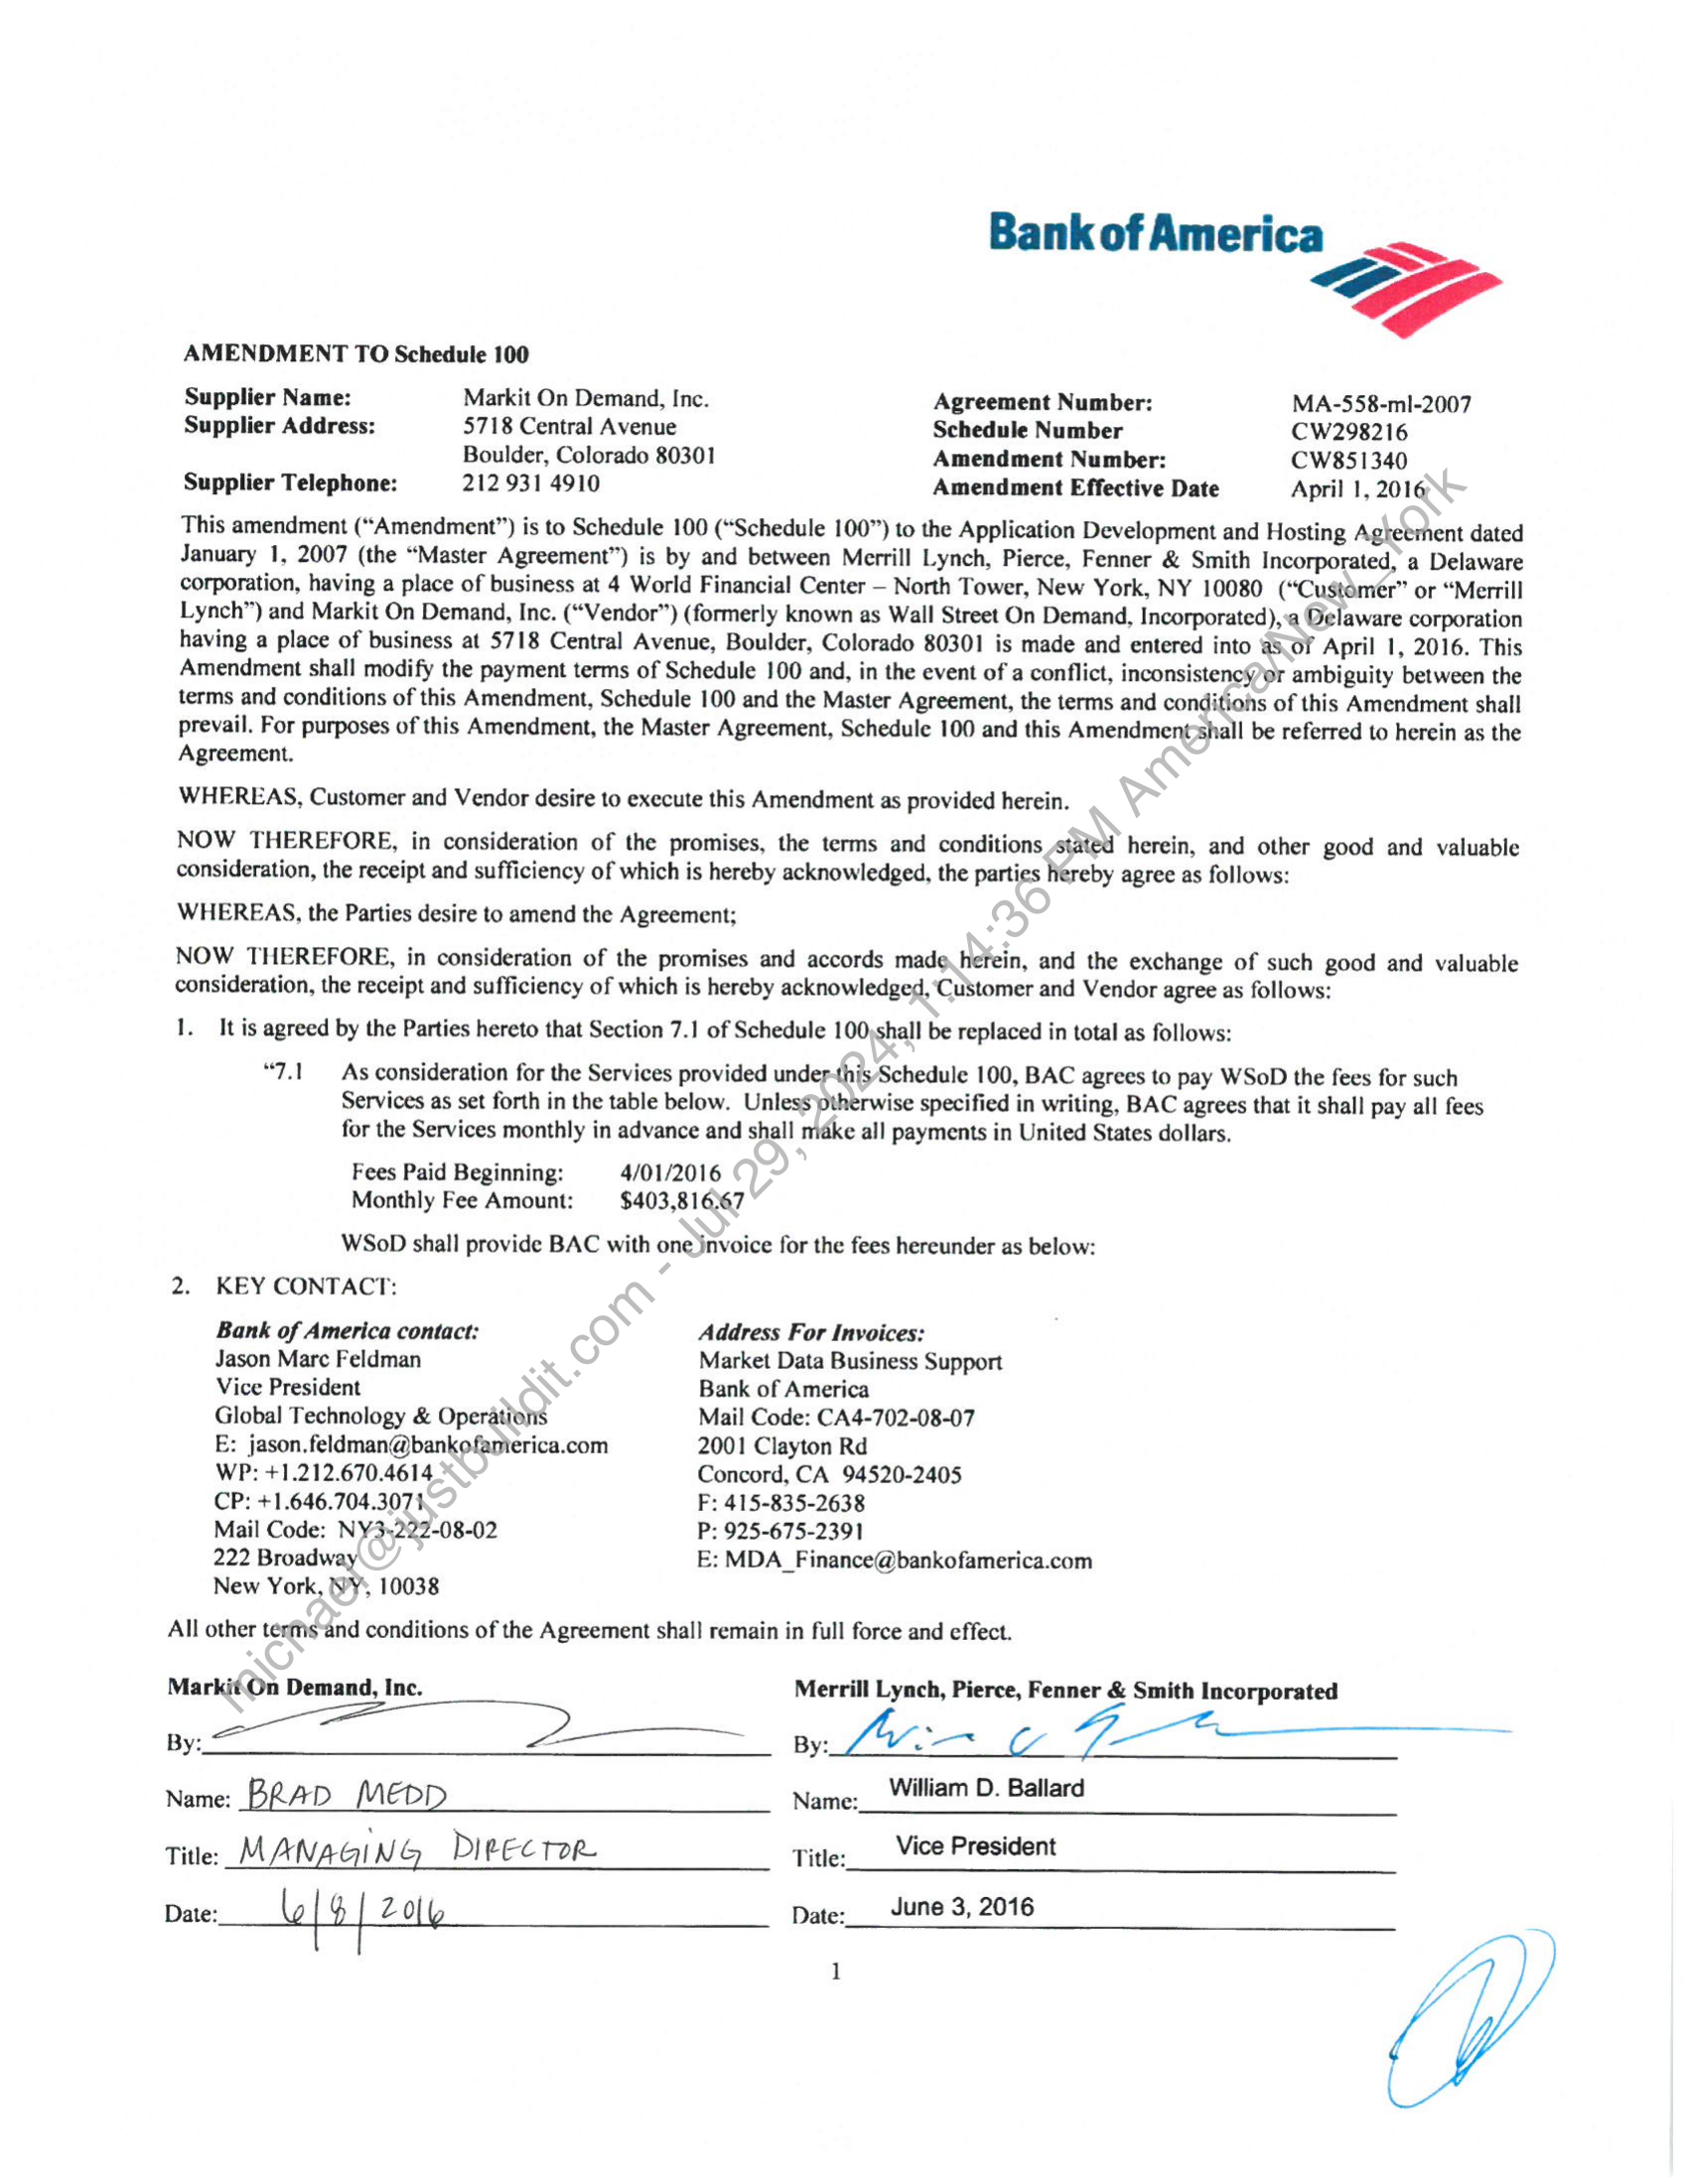 Bank of America
AMENDMENT TO Schedule 100
Supplier Name: Markit On Demand, Inc.
Supplier Address: 5718 Central Avenue
Boulder, Colorado 80301
Supplier Telephone: 212 931 4910
Agreement Number: MA-558-ml-2007
Schedule Number CW298216
Amendment Number: CW851340
Amendment Effective Date April 1, 2016
This amendment (“Amendment”) is to Schedule 100 (“Schedule 100”) to the Application Development and Hosting Agreement dated
January 1, 2007 (the “Master Agreement”) is by and between Merrill Lynch, Pierce, Fenner & Smith Incorporated, a Delaware
corporation, having a place of business at 4 World Financial Center – North Tower, New York, NY 10080 (“Customer” or “Merrill
Lynch”) and Markit On Demand, Inc. (“Vendor”) (formerly known as Wall Street On Demand, Incorporated), a Delaware corporation
having a place of business at 5718 Central Avenue, Boulder, Colorado 80301 is made and entered into as of April 1, 2016. This
Amendment shall modify the payment terms of Schedule 100 and, in the event of a conflict, inconsistency or ambiguity between the
terms and conditions of this Amendment, Schedule 100 and the Master Agreement, the terms and conditions of this Amendment shall
prevail. For purposes of this Amendment, the Master Agreement, Schedule 100 and this Amendment shall be referred to herein as the
Agreement.
WHEREAS, Customer and Vendor desire to execute this Amendment as provided herein.
NOW THEREFORE, in consideration of the promises, the terms and conditions stated herein, and other good and valuable
consideration, the receipt and sufficiency of which is hereby acknowledged, the parties hereby agree as follows:
WHEREAS, the Parties desire to amend the Agreement;
NOW THEREFORE, in consideration of the promises and accords made herein, and the exchange of such good and valuable
consideration, the receipt and sufficiency of which is hereby acknowledged, Customer and Vendor agree as follows:
1. It is agreed by the Parties hereto that Section 7.1 of Schedule 100 shall be replaced in total as follows:
“7.1 As consideration for the Services provided under this Schedule 100, BAC agrees to pay WSoD the fees for such
Services as set forth in the table below. Unless otherwise specified in writing, BAC agrees that it shall pay all fees
for the Services monthly in advance and shall make all payments in United States dollars.
Fees Paid Beginning: 4/01/2016
Monthly Fee Amount: $403,816.67
WSoD shall provide BAC with one invoice for the fees hereunder as below:
2. KEY CONTACT:
Bank of America contact:
Jason Marc Feldman
Vice President
Global Technology & Operations
E: jason.feldman@bankofamerica.com
WP: +1.212.670.4614
CP: +1.646.704.3071
Mail Code: NY3-222-08-02
222 Broadway
New York, NY, 10038
Address For Invoices:
Market Data Business Support
Bank of America
Mail Code: CA4-702-08-07
2001 Clayton Rd
Concord, CA 94520-2405
F: 415-835-2638
P: 925-675-2391
E: MDA_Finance@bankofamerica.com
All other terms and conditions of the Agreement shall remain in full force and effect.
Markit On Demand, Inc.
By:
Name: BRAD MEDD
Title: MANAGING DIRECTOR
Date: 6/8/2016
Merrill Lynch, Pierce, Fenner & Smith Incorporated
By:
Name: William D. Ballard
Title: Vice President
Date: June 3, 2016
1
michael@justbuildit.com - Jul 29, 2024, 1:14:36 PM America/New_York